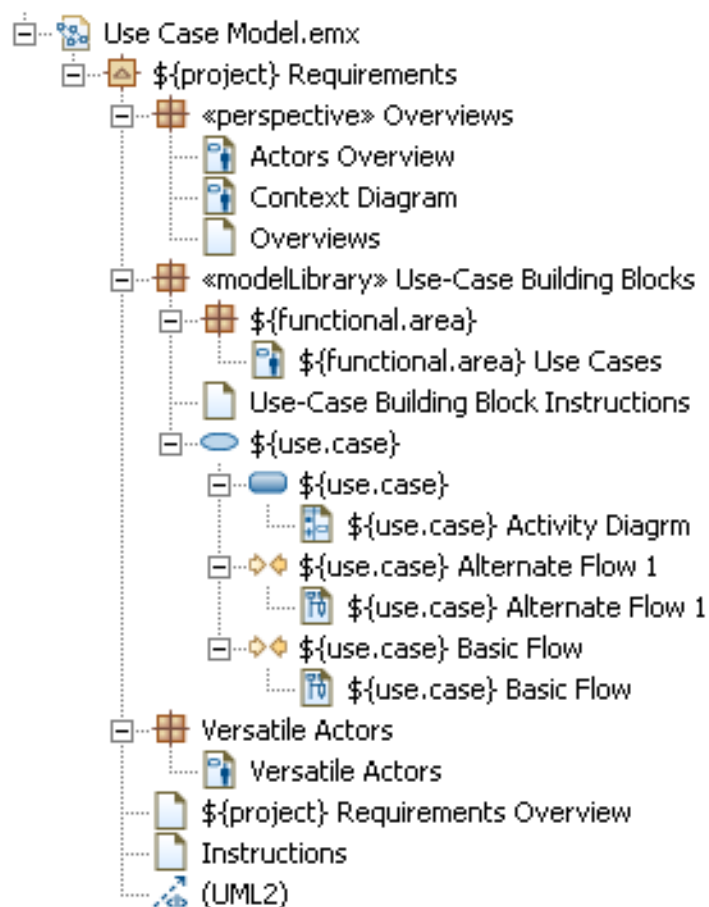 Use Case Model.emx
${project} Requirements
«perspective» Overviews
Actors Overview
Context Diagram
Overviews
«modelLibrary» Use-Case Building Blocks
${functional.area}
${functional.area} Use Cases
Use-Case Building Block Instructions
${use.case}
${use.case}
${use.case} Activity Diagrm
${use.case} Alternate Flow 1
${use.case} Alternate Flow 1
${use.case} Basic Flow
${use.case} Basic Flow
Versatile Actors
Versatile Actors
${project} Requirements Overview
Instructions
(UML2)